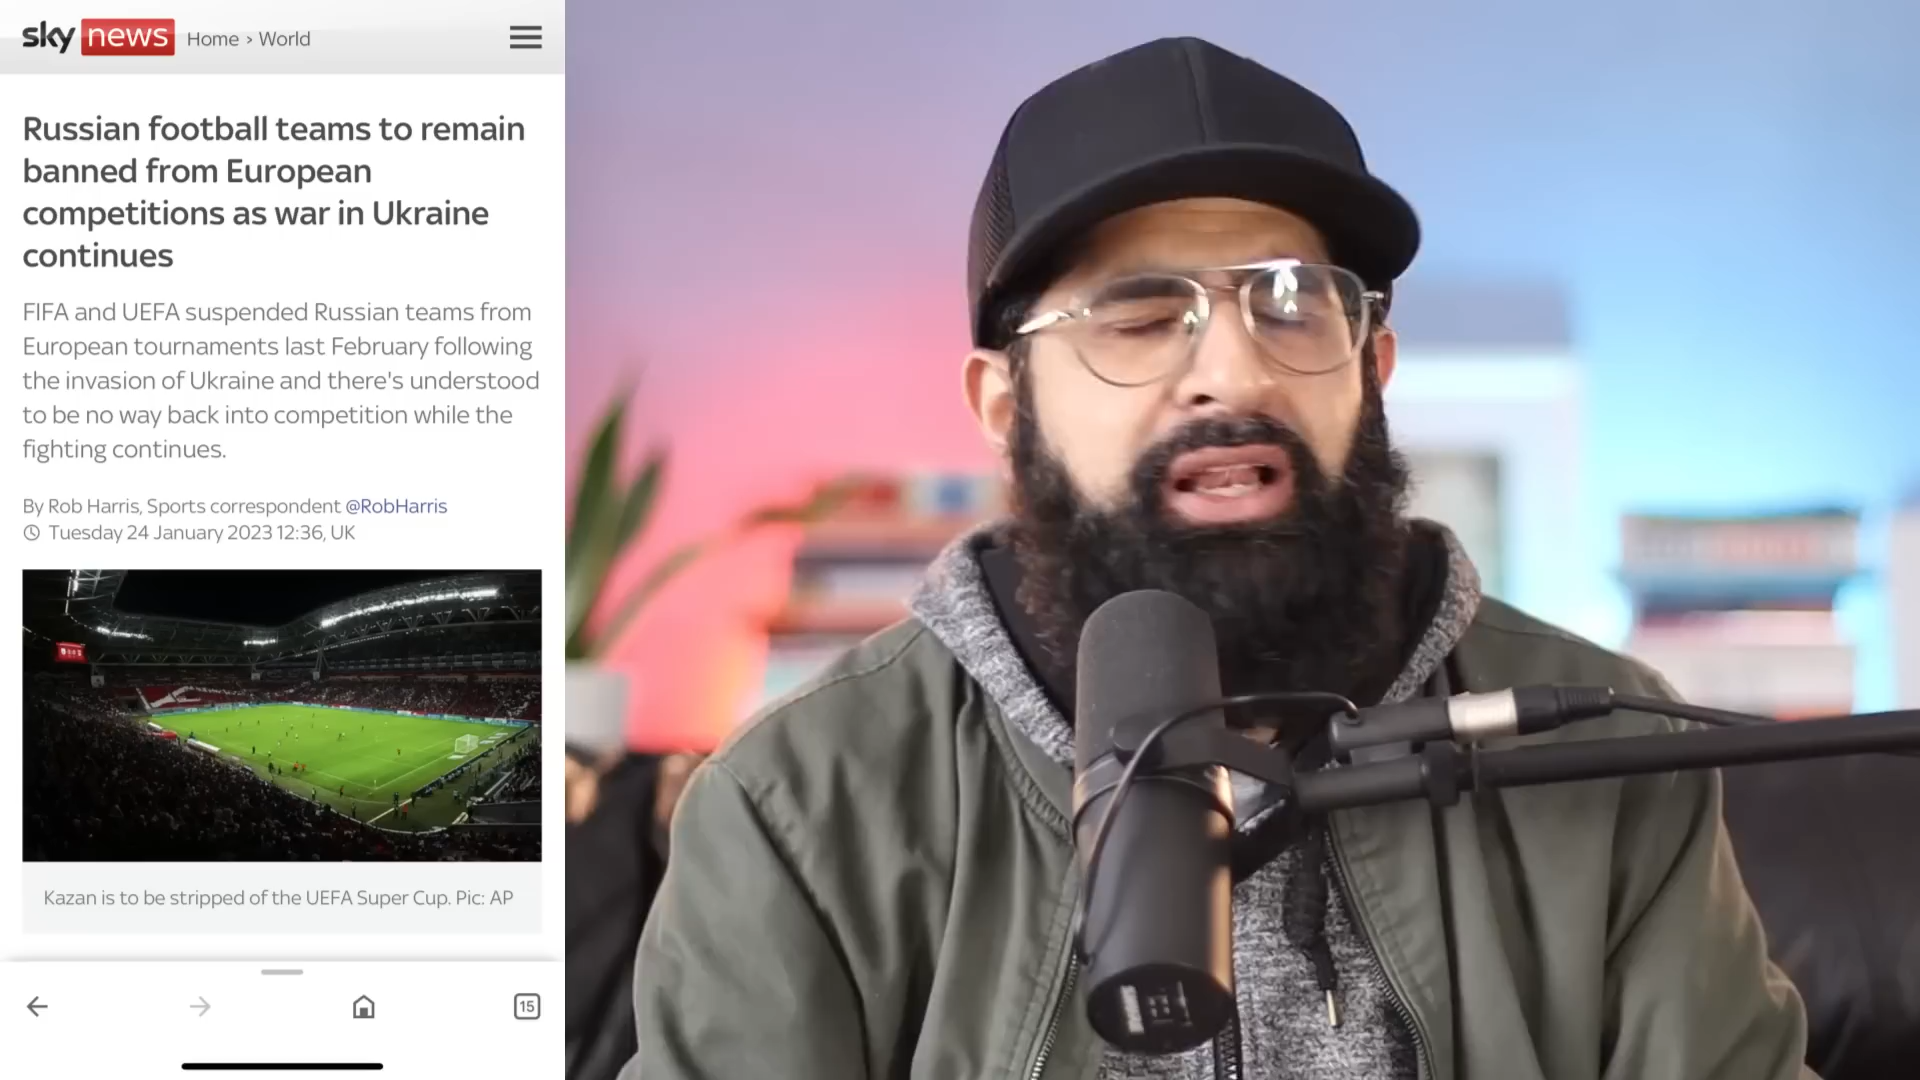 sky news Home > World
Russian football teams to remain
banned from European
competitions as war in Ukraine
continues
FIFA and UEFA suspended Russian teams from
European tournaments last February following
the invasion of Ukraine and there's understood
to be no way back into competition while the
fighting continues.
By Rob Harris, Sports correspondent @RobHarris
Tuesday 24 January 2023 12:36, UK
Kazan is to be stripped of the UEFA Super Cup. Pic: AP
15